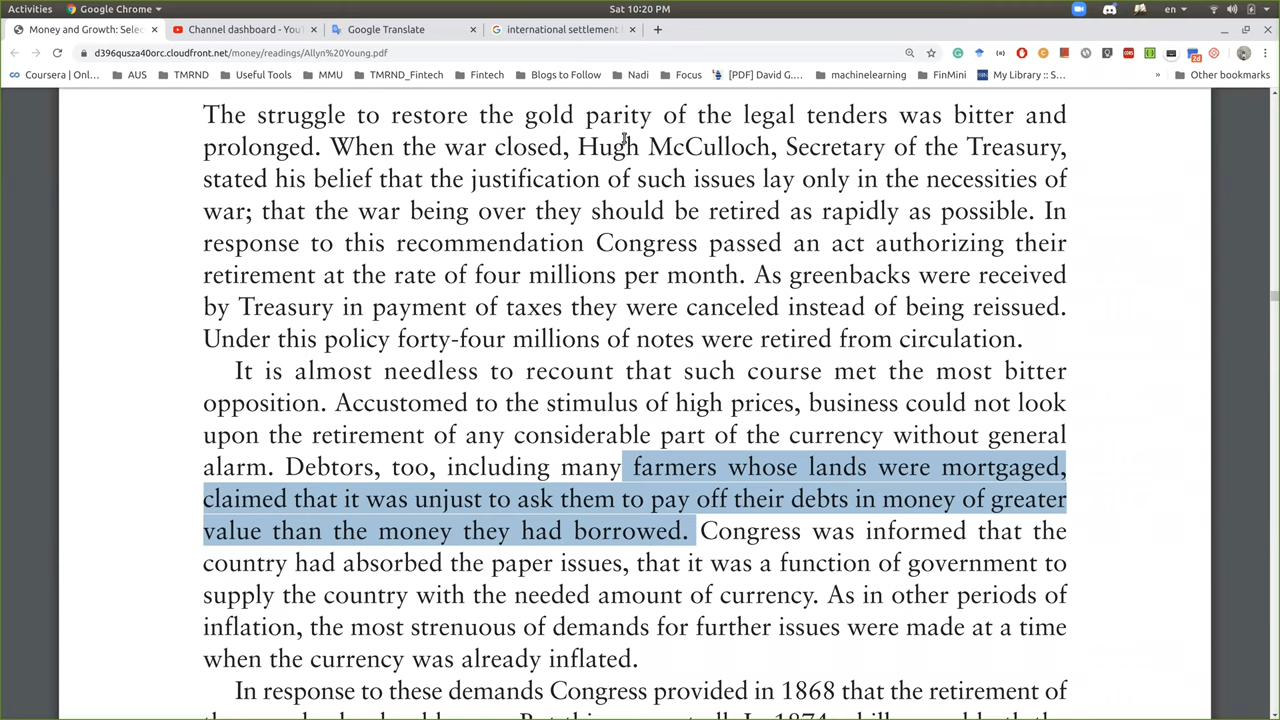 Activities
Google Chrome
Sat 10:20 PM
en
Money and Growth: Selec
Channel dashboard - YouT
Google Translate
international settlement
d396qusza40orc.cloudfront.net/money/readings/Allyn%20Young.pdf
Coursera | Onl...
AUS
TMRND
Useful Tools
MMU
TMRND_Fintech
Fintech
Blogs to Follow
Nadi
Focus
[PDF] David G....
machinelearning
FinMini
My Library :: S...
»
Other bookmarks
The struggle to restore the gold parity of the legal tenders was bitter and
prolonged. When the war closed, Hugh McCulloch, Secretary of the Treasury,
stated his belief that the justification of such issues lay only in the necessities of
war; that the war being over they should be retired as rapidly as possible. In
response to this recommendation Congress passed an act authorizing their
retirement at the rate of four millions per month. As greenbacks were received
by Treasury in payment of taxes they were canceled instead of being reissued.
Under this policy forty-four millions of notes were retired from circulation.
It is almost needless to recount that such course met the most bitter
opposition. Accustomed to the stimulus of high prices, business could not look
upon the retirement of any considerable part of the currency without general
alarm. Debtors, too, including many farmers whose lands were mortgaged,
claimed that it was unjust to ask them to pay off their debts in money of greater
value than the money they had borrowed. Congress was informed that the
country had absorbed the paper issues, that it was a function of government to
supply the country with the needed amount of currency. As in other periods of
inflation, the most strenuous of demands for further issues were made at a time
when the currency was already inflated.
In response to these demands Congress provided in 1868 that the retirement of